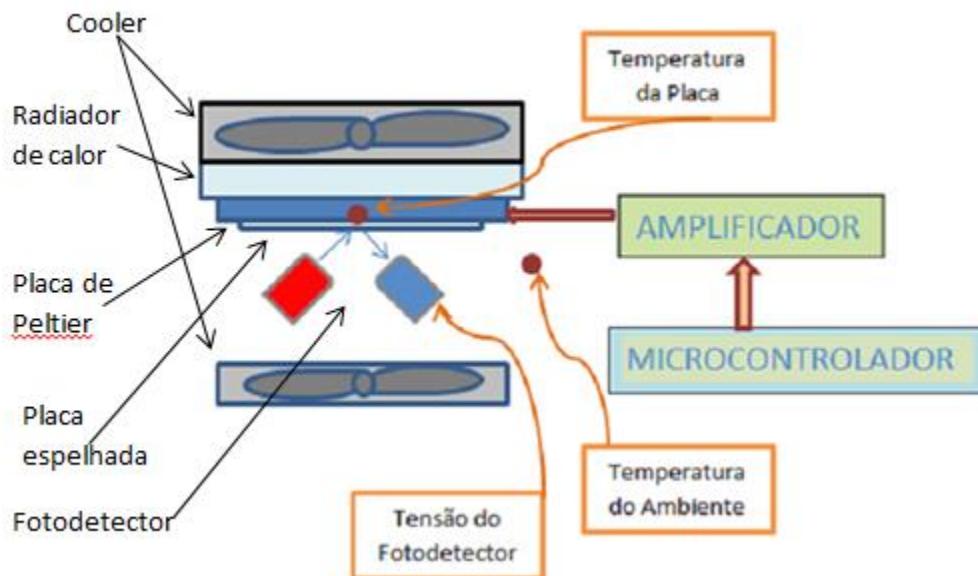 Cooler
Radiador
de calor
Placa de
Peltier
Placa
espelhada
Fotodetector
Temperatura
da Placa
AMPLIFICADOR
MICROCONTROLADOR
Temperatura
do Ambiente
Tensão do
Fotodetector